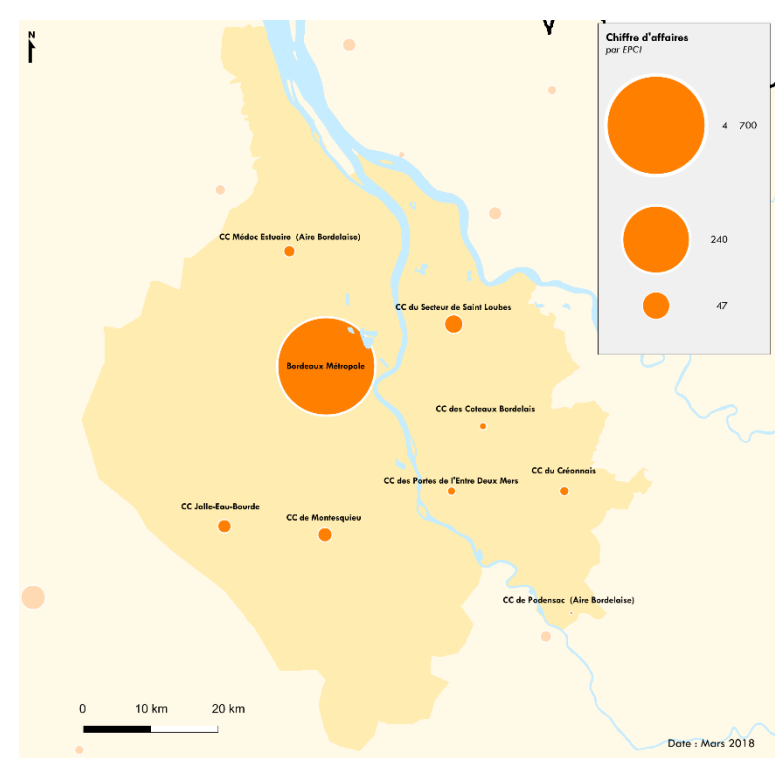 N
Chiffre d'affaires
par EPCI
4 700
240
47
CC Médoc Estuaire (Aire Bordelaise)
CC du Secteur de Saint Loubes
Bordeaux Métropole
CC des Coteaux Bordelais
CC du Créonnais
CC des Portes de l'Entre Deux Mers
CC Jalle-Eau-Bourde
CC de Montesquieu
CC de Podensac (Aire Bordelaise)
0 10 km 20 km
Date : Mars 2018